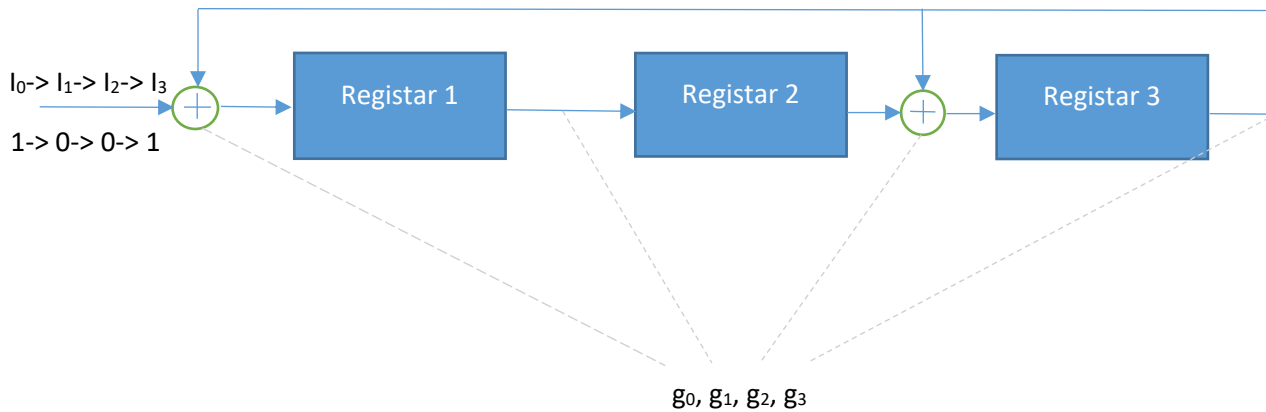 I₀-> I₁-> I₂-> I₃
1-> 0-> 0-> 1
+
Registar 1
Registar 2
+
Registar 3
g₀, g₁, g₂, g₃